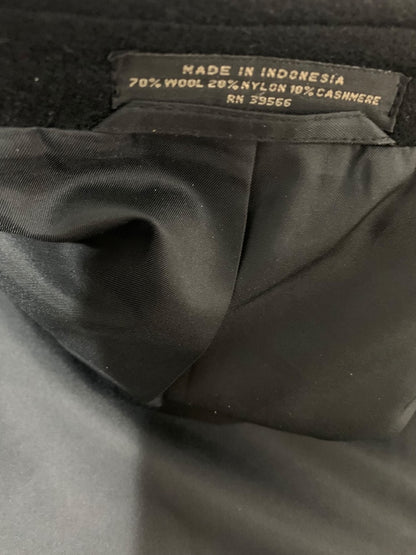 MADE IN INDONESIA
70% WOOL 20% NYLON 10% CASHMERE
RN 39566